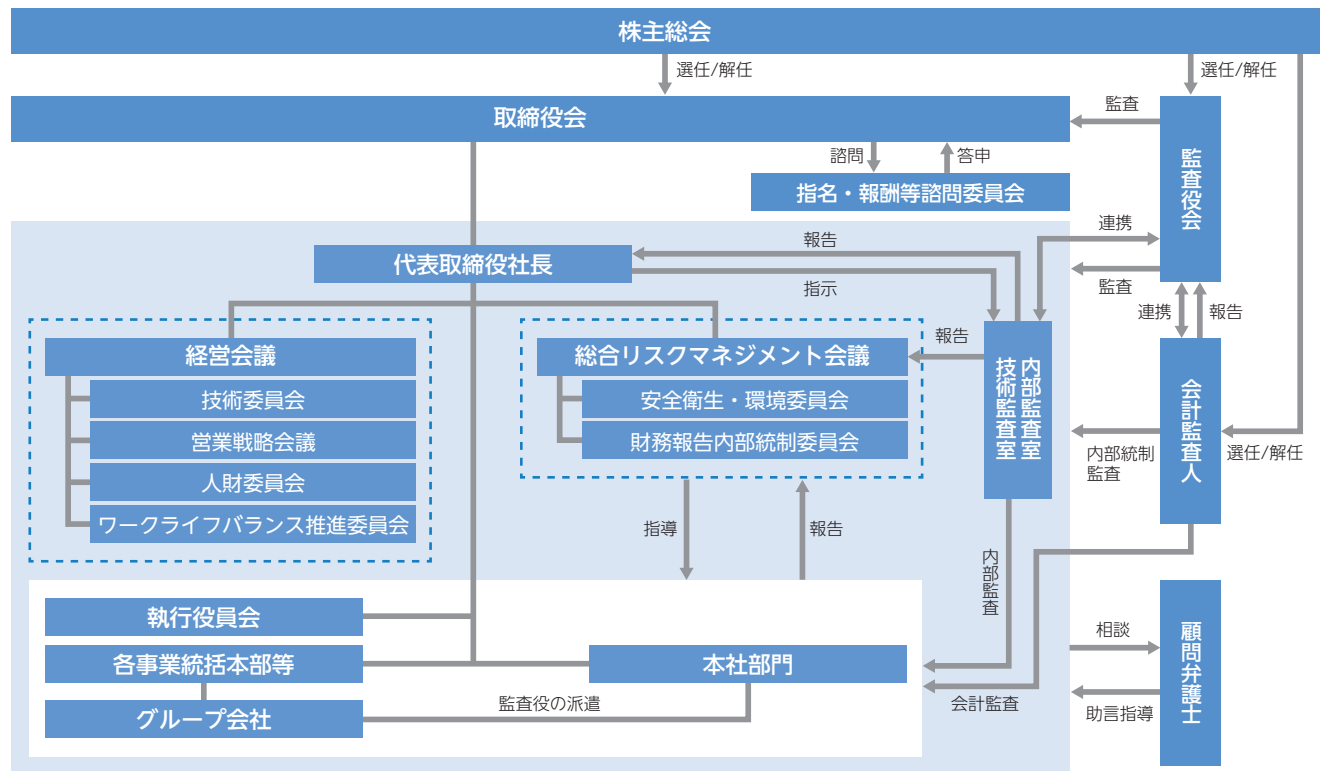 株主総会
選任/解任
選任/解任
取締役会
監査
監査役会
諮問
答申
指名・報酬等諮問委員会
連携
報告
代表取締役社長
指示
監査
連携
報告
報告
経営会議
技術委員会
営業戦略会議
人財委員会
ワークライフバランス推進委員会
総合リスクマネジメント会議
安全衛生・環境委員会
財務報告内部統制委員会
内部監査室
技術監査室
会計監査人
内部統制
監査
選任/解任
指導
報告
内部監査
執行役員会
各事業統括本部等
本社部門
グループ会社
監査役の派遣
会計監査
相談
助言指導
顧問弁護士